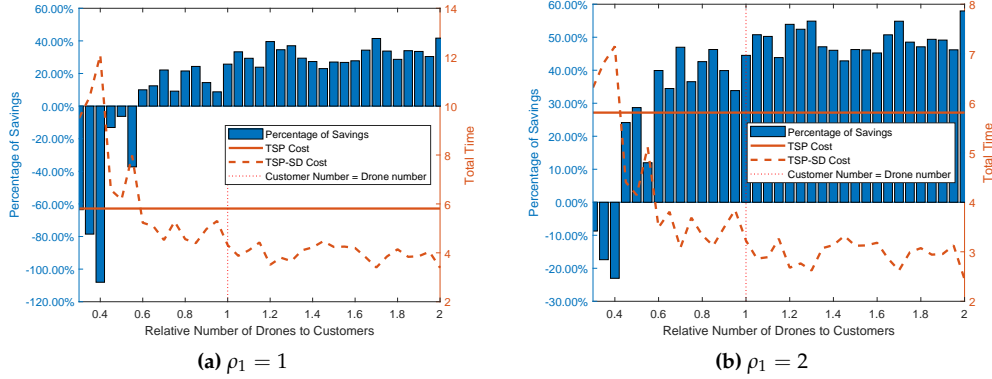 60.00%
40.00%
20.00%
0.00%
-20.00%
-40.00%
-60.00%
-80.00%
-100.00%
-120.00%
Percentage of Savings
14
12
10
8
6
4
2
Total Time
0.4 0.6 0.8 1 1.2 1.4 1.6 1.8 2
Relative Number of Drones to Customers
Percentage of Savings
TSP Cost
TSP-SD Cost
Customer Number = Drone number
(a) ρ1 = 1
60.00%
50.00%
40.00%
30.00%
20.00%
10.00%
0.00%
-10.00%
-20.00%
-30.00%
Percentage of Savings
8
7
6
5
4
3
2
Total Time
0.4 0.6 0.8 1 1.2 1.4 1.6 1.8 2
Relative Number of Drones to Customers
Percentage of Savings
TSP Cost
TSP-SD Cost
Customer Number = Drone number
(b) ρ1 = 2